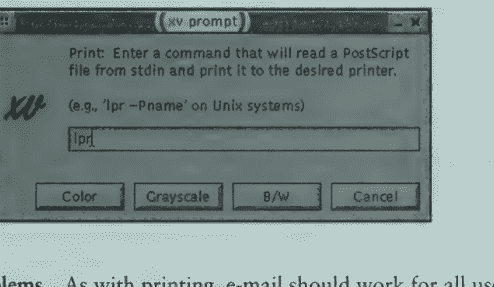 xv prompt
Print: Enter a command that will read a PostScript
file from stdin and print it to the desired printer.
xv
(e.g., 'lpr -Pname' on Unix systems)
lpr
Color Grayscale B/W Cancel
As with printing, e-mail should work for all